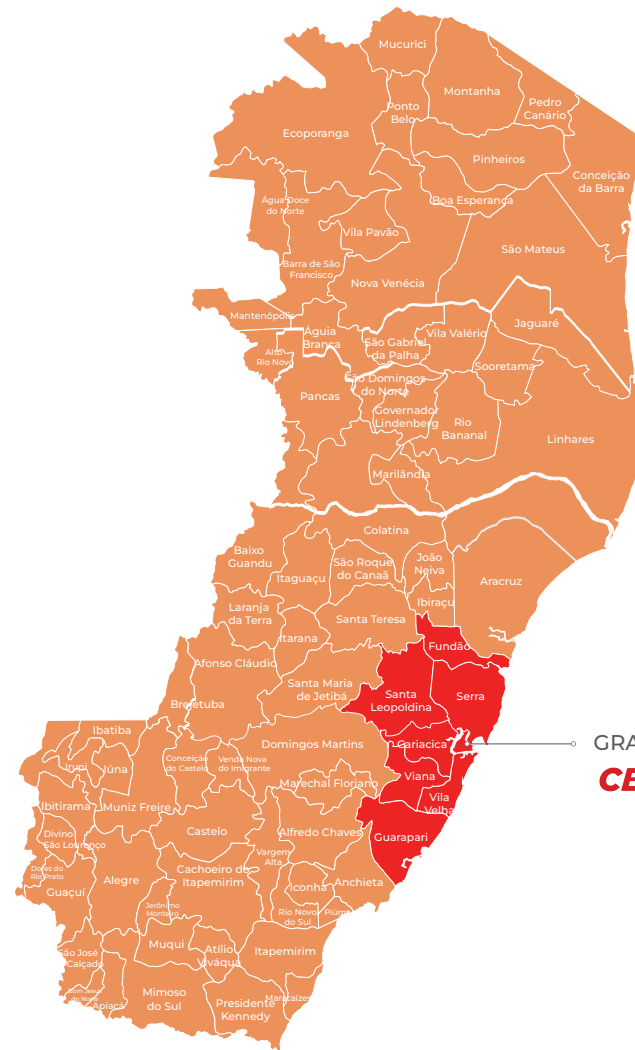 Mucurici
Montanha
Ponto
Belo
Pedro
Canário
Ecoporanga
Pinheiros
Conceição
da Barra
Água Doce
do Norte
Boa Esperança
Vila Pavão
São Mateus
Barra de São
Francisco
Nova Venécia
Mantenópolis
Águia
Branca
São Gabriel
da Palha
Vila Valério
Jaguaré
Alto
Rio Novo
Sooretama
São Domingos
do Norte
Pancas
Governador
Lindenberg
Rio
Bananal
Linhares
Marilândia
Colatina
Baixo
Guandu
São Roque
do Canaã
João
Neiva
Itaguaçu
Aracruz
Laranja
da Terra
Ibiraçu
Santa Teresa
Itarana
Fundão
Afonso Cláudio
Santa Maria
de Jetibá
Santa
Leopoldina
Serra
Brejetuba
Ibatiba
Domingos Martins
Cariacica
GRA
CE
Irupi
Iúna
Conceição
do Castelo
Venda Nova
do Imigrante
Viana
Marechal Floriano
Vila
Velha
Ibitirama
Muniz Freire
Divino
São Lourenço
Castelo
Alfredo Chaves
Guarapari
Vargem
Alta
Dores do
Rio Preto
Guaçuí
Alegre
Cachoeiro de
Itapemirim
Iconha
Anchieta
Jerônimo
Monteiro
Rio Novo
do Sul
Piúma
São José
Calçado
Muqui
Atílio
Viváqua
Itapemirim
Bom Jesus
do Norte
Apiacá
Mimoso
do Sul
Presidente
Kennedy
Marataízes